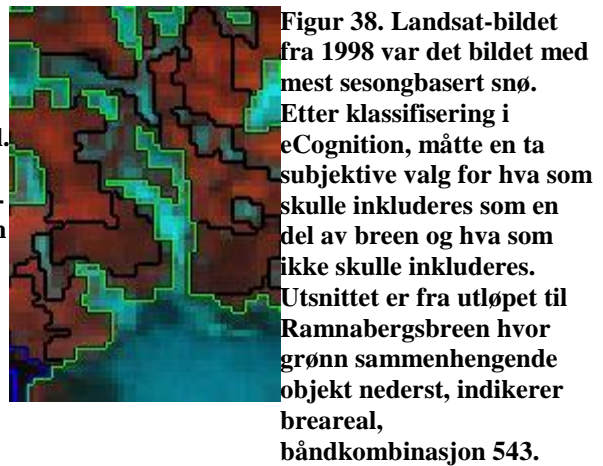 Figur 38. Landsat-bildet
fra 1998 var det bildet med
mest sesongbasert snø.
Etter klassifisering i
eCognition, måtte en ta
subjektive valg for hva som
skulle inkluderes som en
del av breen og hva som
ikke skulle inkluderes.
Utsnittet er fra utløpet til
Ramnabergsbreen hvor
grønn sammenhengende
objekt nederst, indikerer
breareal,
båndkombinasjon 543.